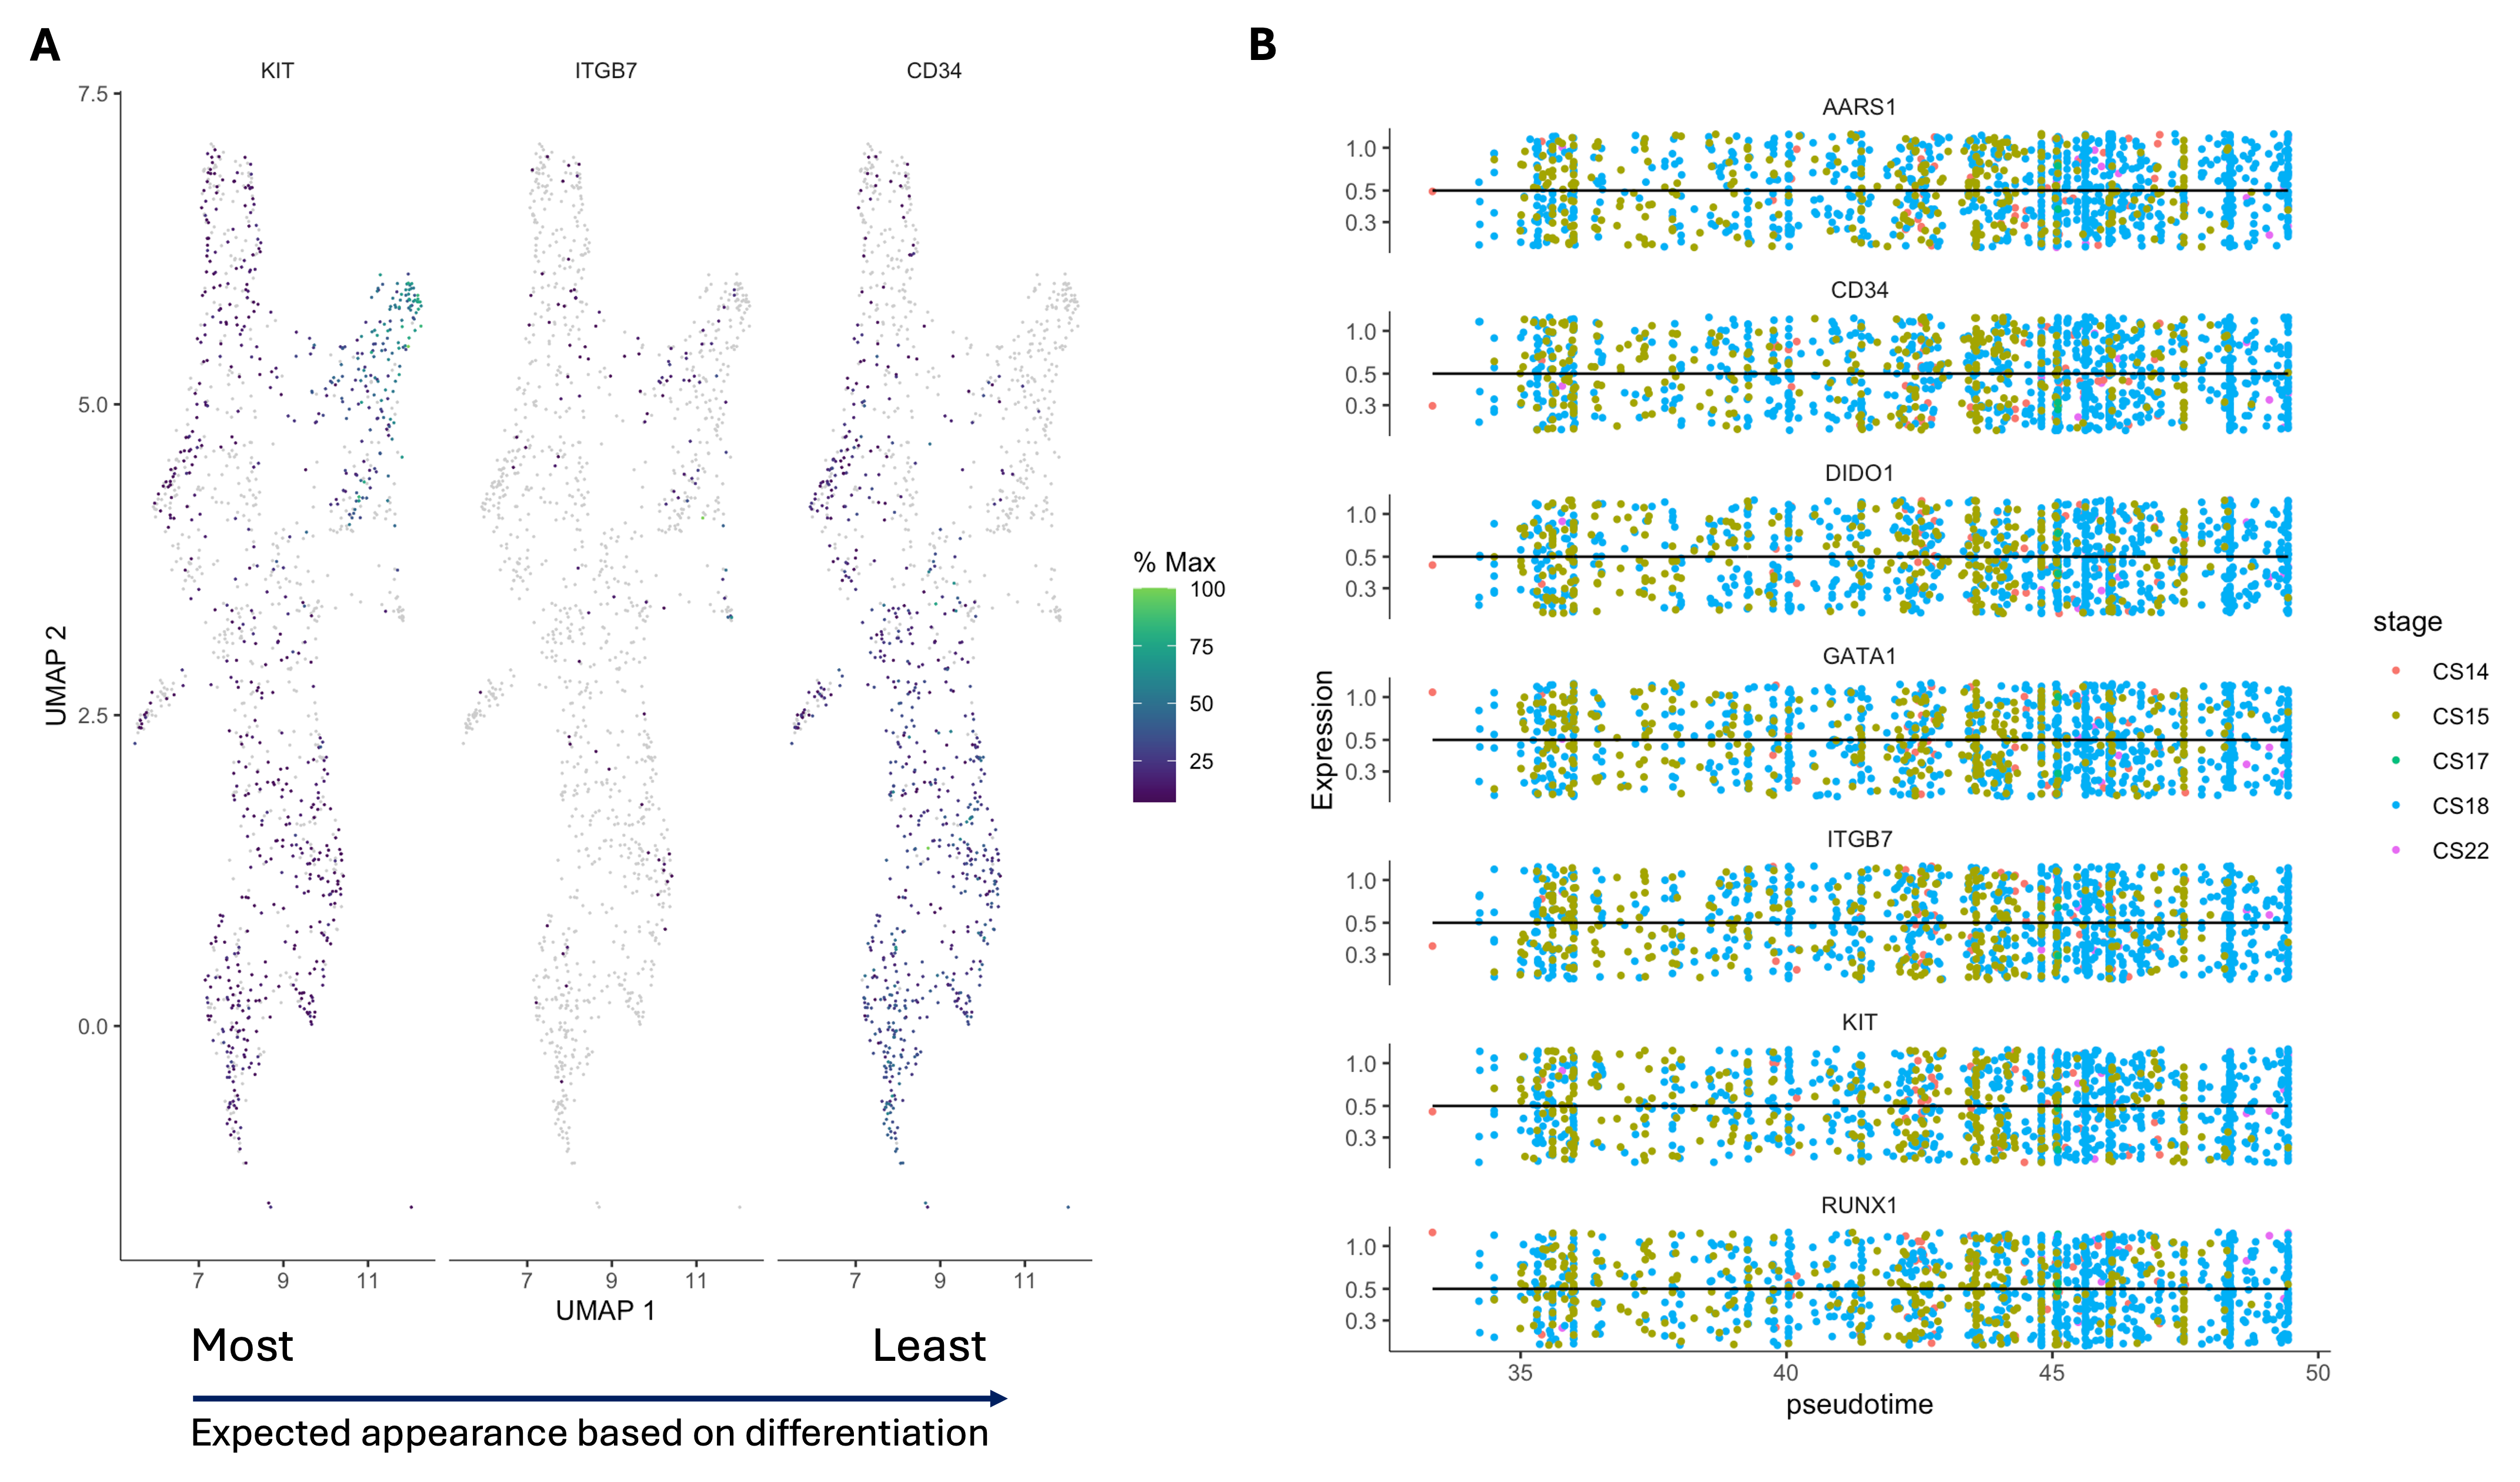 A
KIT
ITGB7
CD34
7.5
5.0
2.5
0.0
UMAP 2
7
9
11
7
9
11
7
9
11
UMAP 1
% Max
100
75
50
25
Most
Least
Expected appearance based on differentiation
B
AARS1
1.0
0.5
0.3
CD34
1.0
0.5
0.3
DIDO1
1.0
0.5
0.3
GATA1
1.0
0.5
0.3
ITGB7
1.0
0.5
0.3
KIT
1.0
0.5
0.3
RUNX1
1.0
0.5
0.3
Expression
35
40
45
50
pseudotime
stage
CS14
CS15
CS17
CS18
CS22